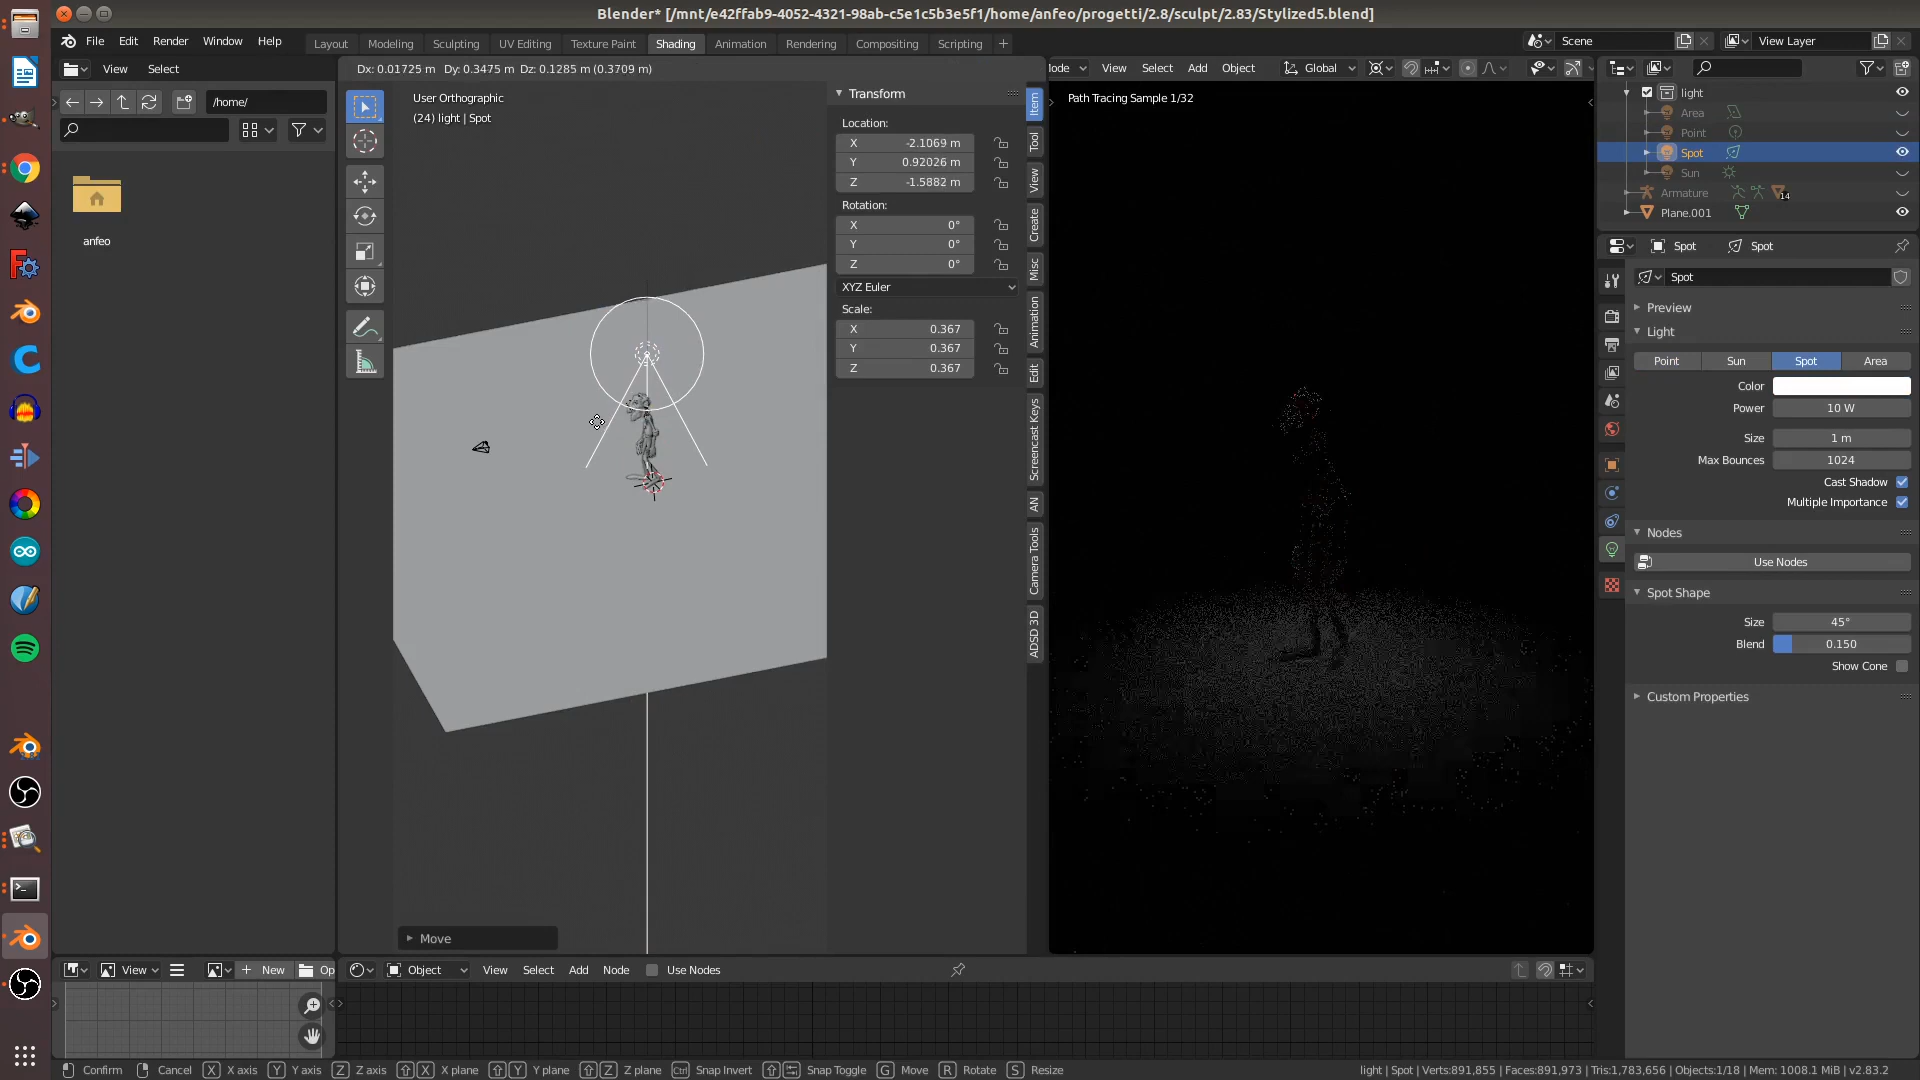 Blender* [/mnt/e42ffab9-4052-4321-98ab-c5e1c5b3e5f1/home/anfeo/progetti/2.8/sculpt/2.83/Stylized5.blend]
File Edit Render Window Help
Layout Modeling Sculpting UV Editing Texture Paint Shading Animation Rendering Compositing Scripting +
Scene
View Layer
View Select
Dx: 0.01725 m Dy: 0.3475 m Dz: 0.1285 m (0.3709 m)
ode View Select Add Object
Global
/home/
anfeo
User Orthographic
(24) light | Spot
Transform
Location:
X -2.1069 m
Y 0.92026 m
Z -1.5882 m
Rotation:
X 0°
Y 0°
Z 0°
XYZ Euler
Scale:
X 0.367
Y 0.367
Z 0.367
Item
Tool
View
Create
Misc
Animation
Edit
Screencast Keys
AN
Camera Tools
ADSD 3D
Path Tracing Sample 1/32
light
Area
Point
Spot
Sun
Armature
14
Plane.001
Spot Spot
Spot
Preview
Light
Point Sun Spot Area
Color
Power 10 W
Size 1 m
Max Bounces 1024
Cast Shadow
Multiple Importance
Nodes
Use Nodes
Spot Shape
Size 45°
Blend 0.150
Show Cone
Custom Properties
Move
View
New
Op
Object View Select Add Node Use Nodes
Confirm Cancel X X axis Y Y axis Z Z axis X X plane Y Y plane Z Z plane Ctrl Snap Invert Snap Toggle G Move R Rotate S Resize
light | Spot | Verts:891,855 | Faces:891,973 | Tris:1,783,656 | Objects:1/18 | Mem: 1008.1 MiB | v2.83.2